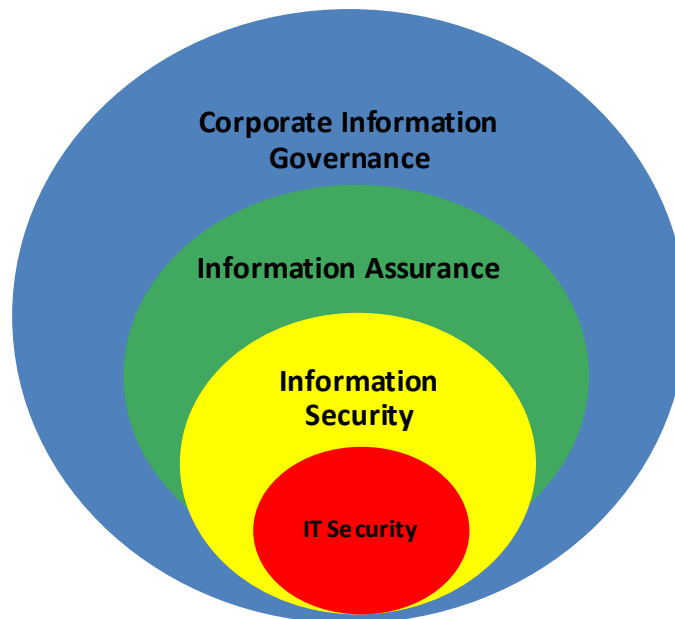 Corporate Information
Governance
Information Assurance
Information
Security
IT Security